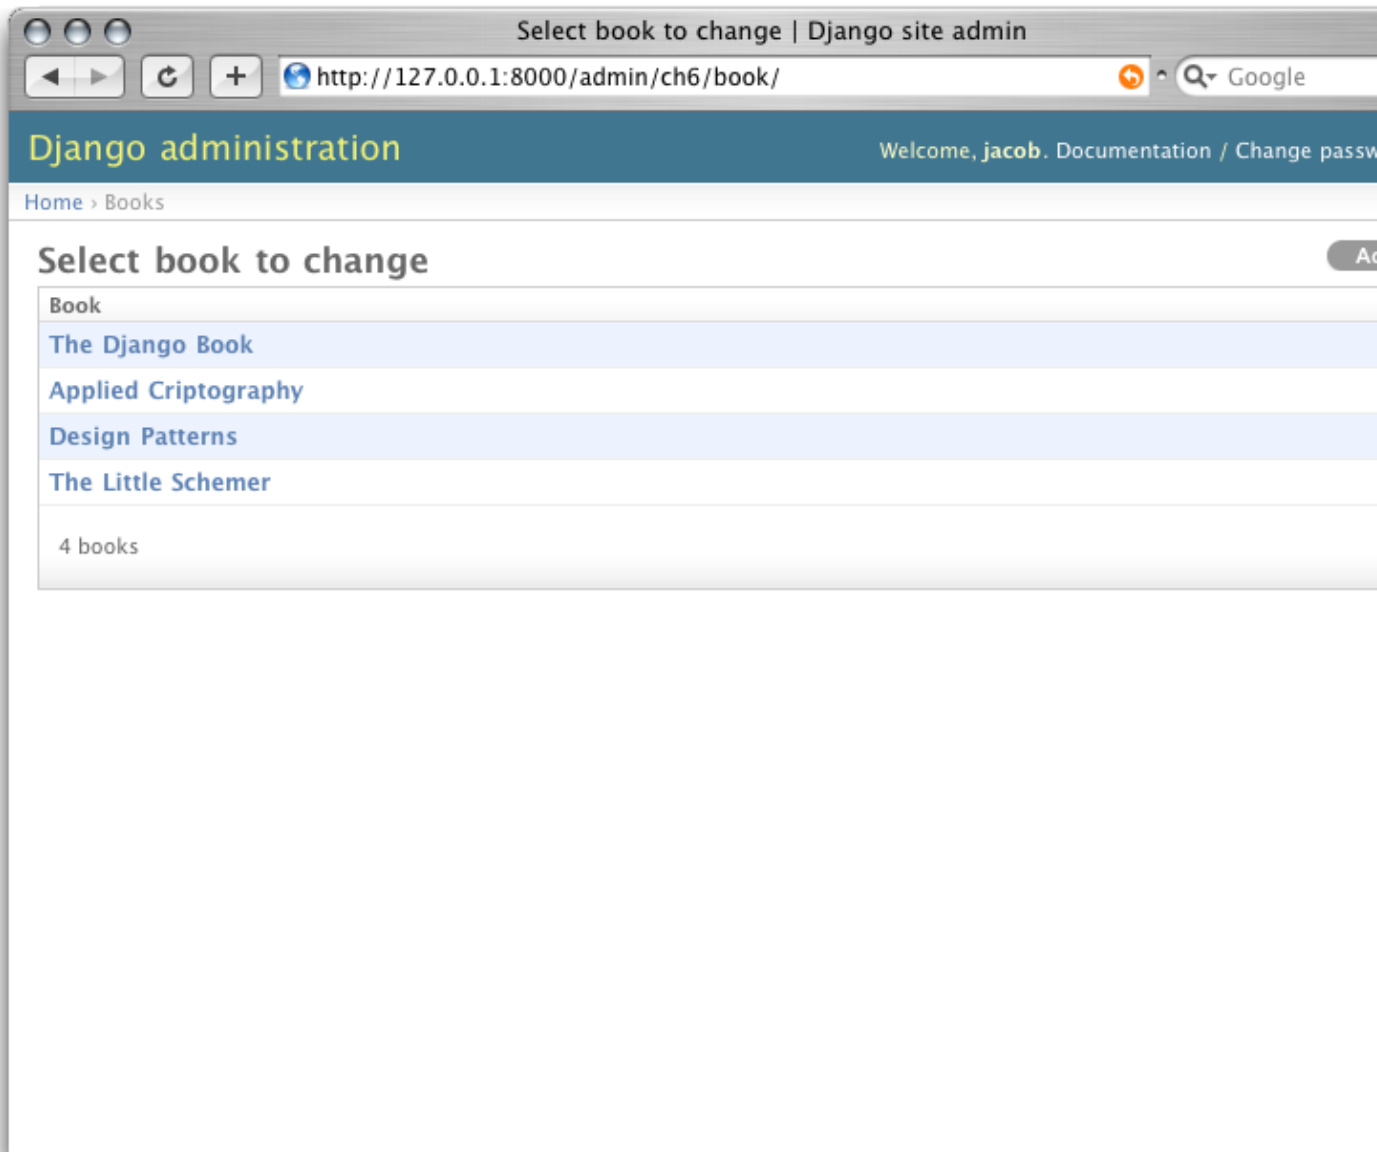 Select book to change | Django site admin
http://127.0.0.1:8000/admin/ch6/book/
Google
Django administration
Welcome, jacob. Documentation / Change
Home › Books
Select book to change
Book
The Django Book
Applied Criptography
Design Patterns
The Little Schemer
4 books